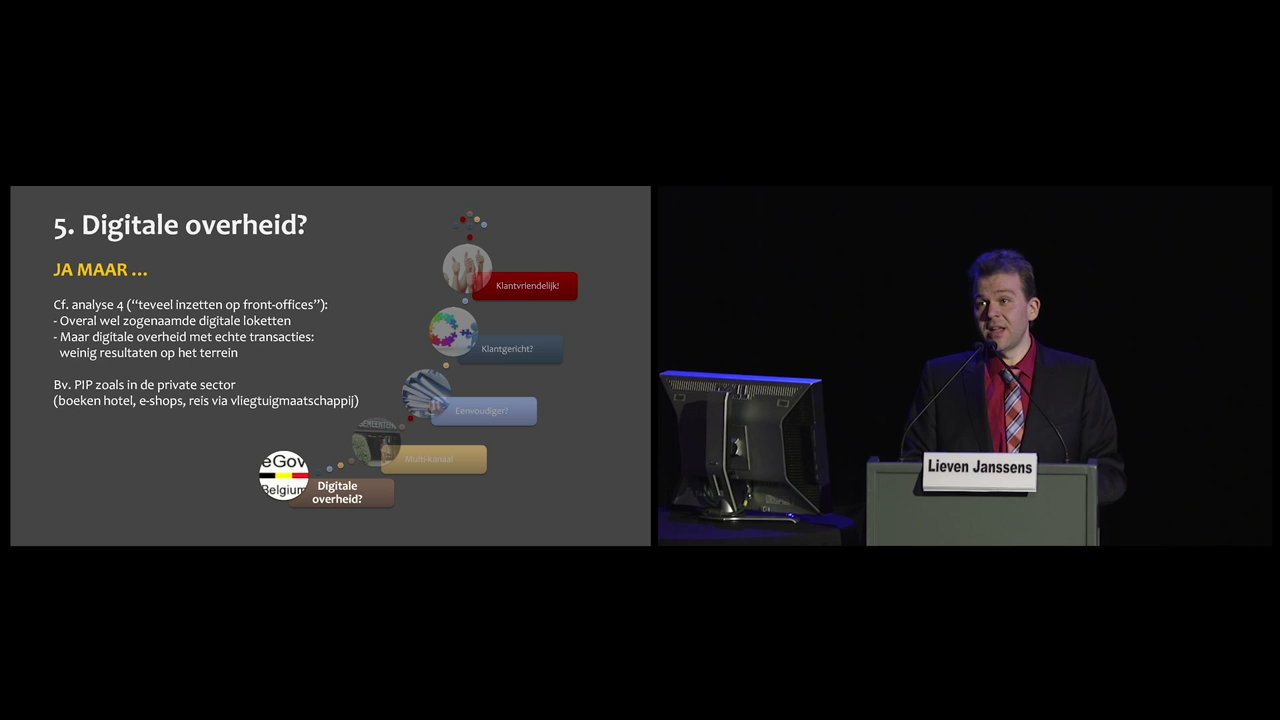 5. Digitale overheid?
JA MAAR ...
Cf. analyse 4 (“teveel inzetten op front-offices”):
- Overal wel zogenaamde digitale loketten
- Maar digitale overheid met echte transacties:
weinig resultaten op het terrein
Bv. PIP zoals in de private sector
(boeken hotel, e-shops, reis via vliegtuigmaatschappij)
Klantvriendelijk!
Klantgericht?
Eenvoudiger?
Multi-kanaal
eGov
Belgium
Digitale
overheid?
Lieven Janssens